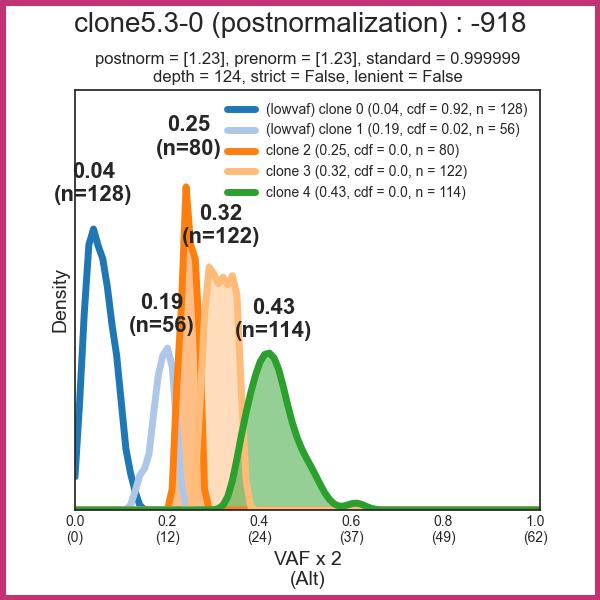 clone5.3-0 (postnormalization) : -918
postnorm = [1.23], prenorm = [1.23], standard = 0.999999
depth = 124, strict = False, lenient = False
(lowvaf) clone 0 (0.04, cdf = 0.92, n = 128)
(lowvaf) clone 1 (0.19, cdf = 0.02, n = 56)
clone 2 (0.25, cdf = 0.0, n = 80)
clone 3 (0.32, cdf = 0.0, n = 122)
clone 4 (0.43, cdf = 0.0, n = 114)
0.25
(n=80)
0.04
(n=128)
0.32
(n=122)
0.19
(n=56)
0.43
(n=114)
Density
0.0 0.2 0.4 0.6 0.8 1.0
(0) (12) (24) (37) (49) (62)
VAF x 2
(Alt)